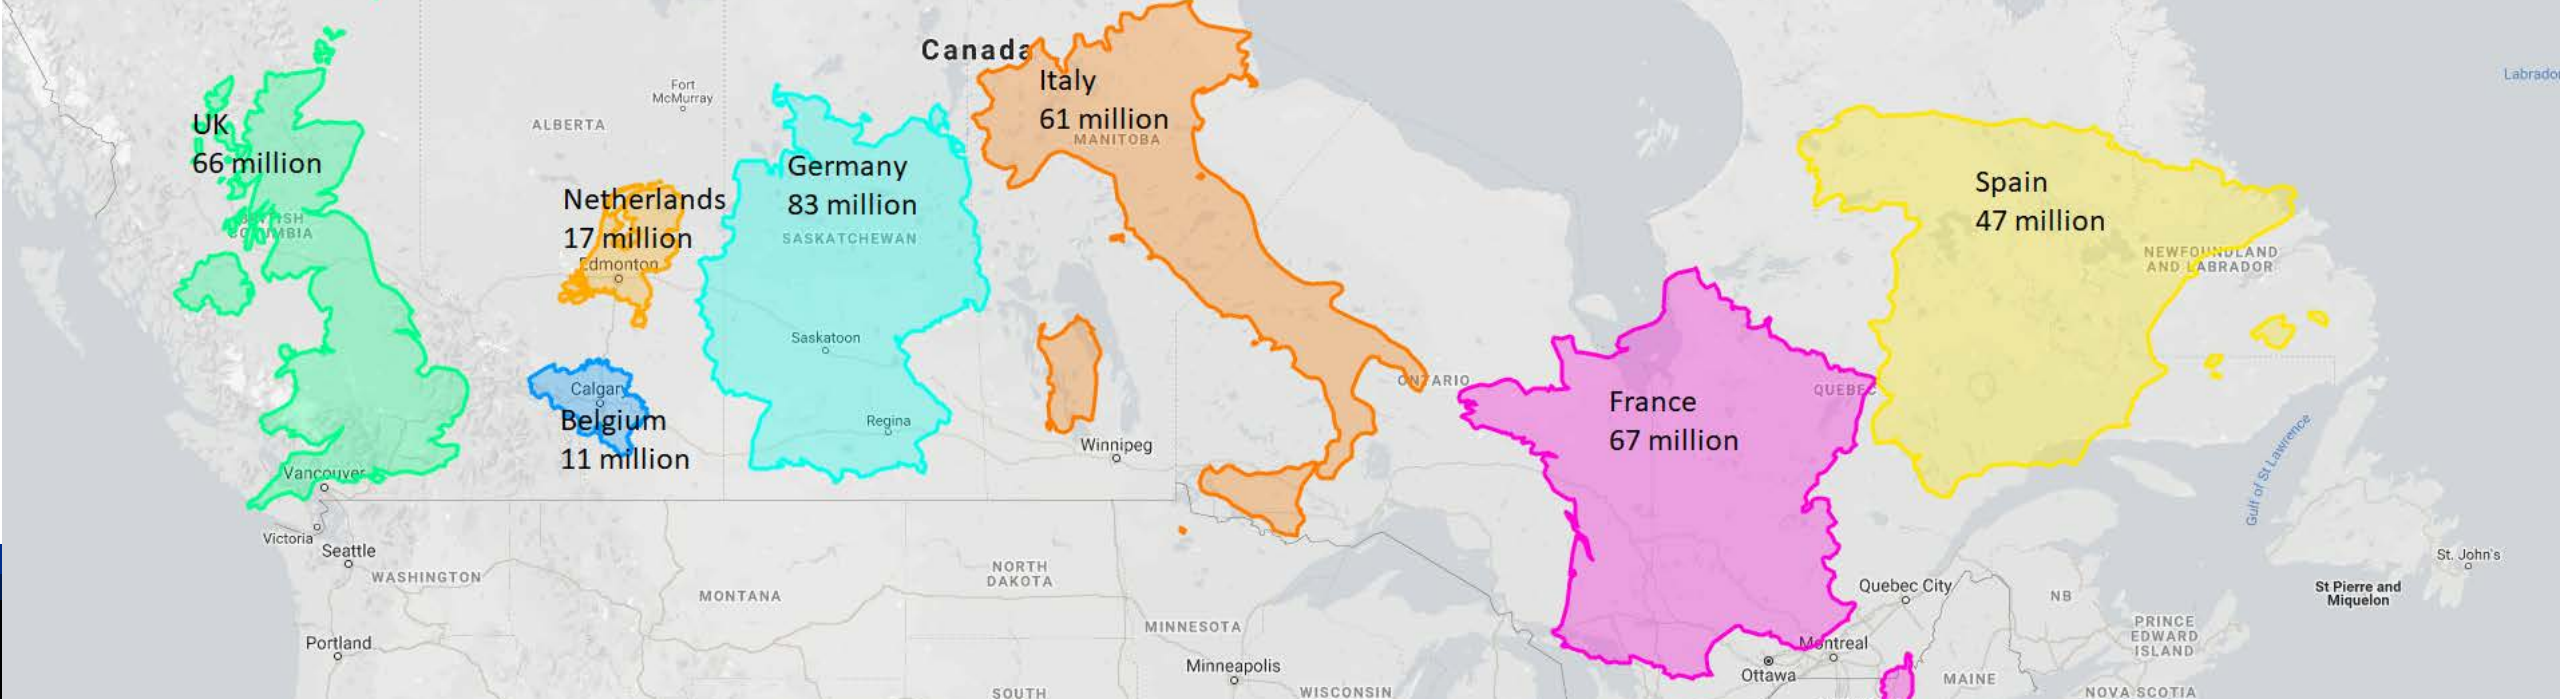 Canada
Labrador
Italy
61 million
MANITOBA
Fort
McMurray
ALBERTA
UK
66 million
BRITISH
COLUMBIA
Germany
83 million
SASKATCHEWAN
Netherlands
17 million
Edmonton
Spain
47 million
NEWFOUNDLAND
AND LABRADOR
Saskatoon
Calgary
Belgium
11 million
Regina
Winnipeg
ONTARIO
QUEBEC
France
67 million
Gulf of St Lawrence
Vancouver
Victoria
Seattle
WASHINGTON
Portland
MONTANA
NORTH
DAKOTA
SOUTH
MINNESOTA
Minneapolis
WISCONSIN
Quebec City
Montreal
Ottawa
MAINE
NB
PRINCE
EDWARD
ISLAND
NOVA SCOTIA
St. John's
St Pierre and
Miquelon